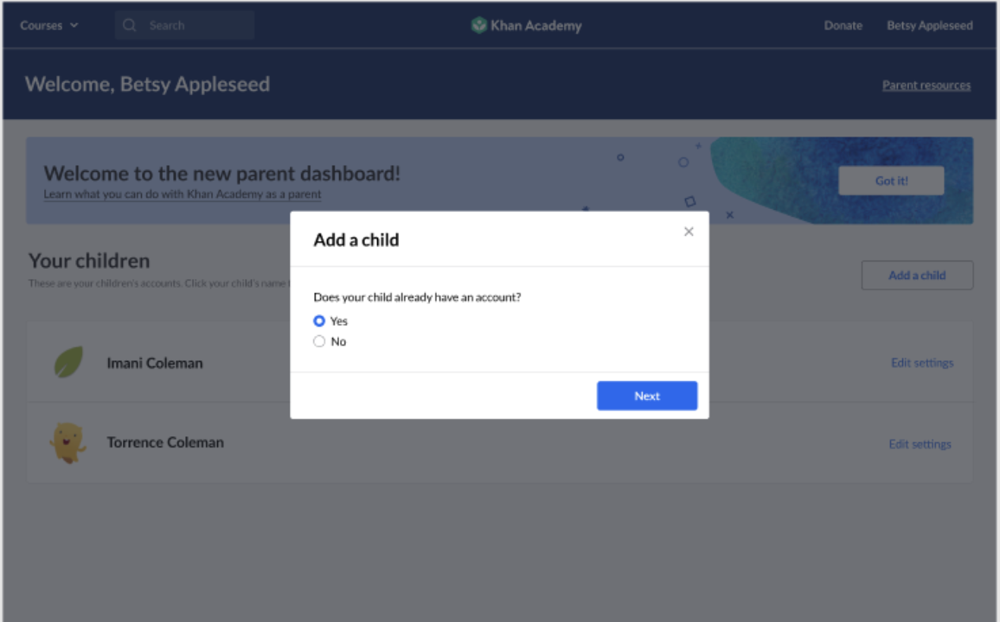 Courses
Search
Khan Academy
Donate
Betsy Appleseed
Welcome, Betsy Appleseed
Parent resources
Welcome to the new parent dashboard!
Learn what you can do with Khan Academy as a parent
Got it!
Add a child
Your children
These are your children's accounts. Click your child's name
Add a child
Does your child already have an account?
Yes
No
Next
Imani Coleman
Edit settings
Torrence Coleman
Edit settings